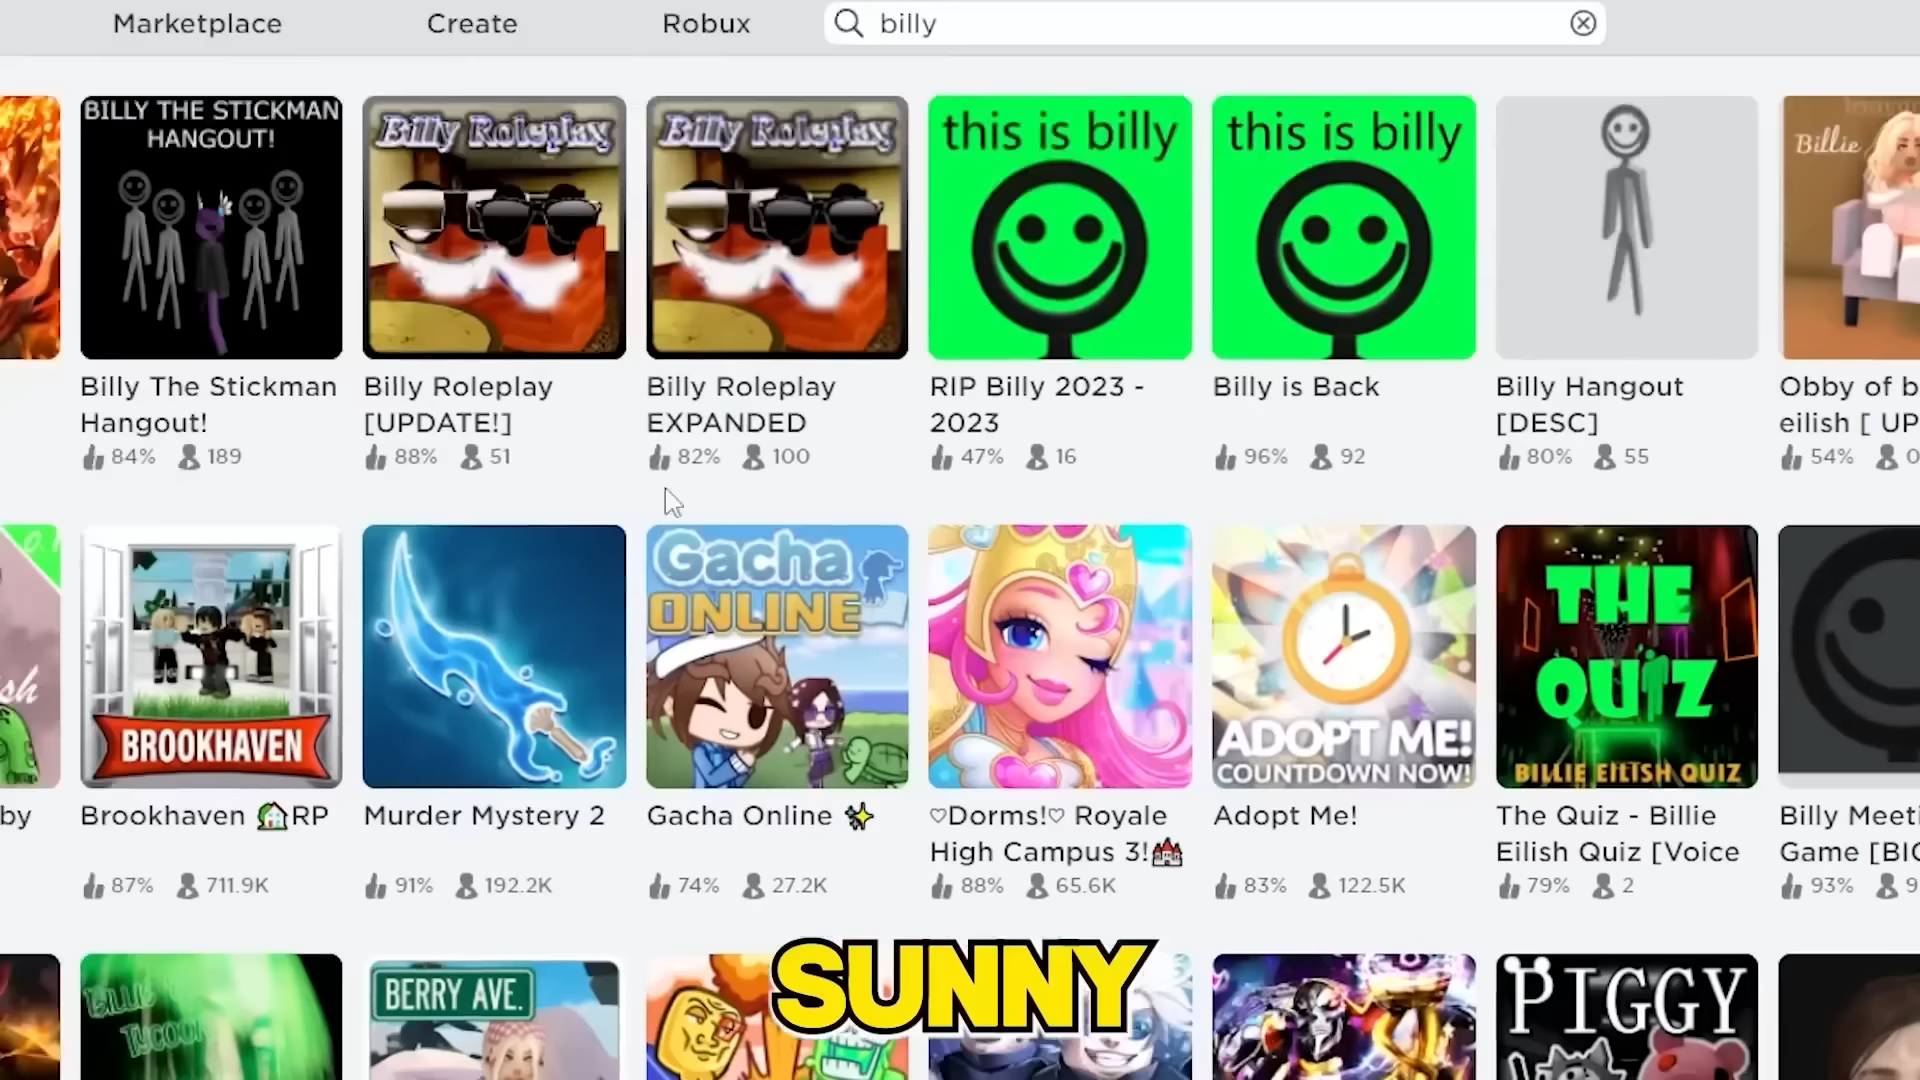 Marketplace
Create
Robux
billy
BILLY THE STICKMAN
HANGOUT!
Billy Roleplay
Billy Roleplay
this is billy
this is billy
Billie
Billy The Stickman
Hangout!
84% 189
Billy Roleplay
[UPDATE!]
88% 51
Billy Roleplay
EXPANDED
82% 100
RIP Billy 2023 -
2023
47% 16
Billy is Back
96% 92
Billy Hangout
[DESC]
80% 55
Obby of b
eilish [ UP
54% 0
sh
BROOKHAVEN
Gacha
ONLINE
ADOPT ME!
COUNTDOWN NOW!
THE
QUIZ
BILLIE EILISH QUIZ
by
Brookhaven 🏡RP
87% 711.9K
Murder Mystery 2
91% 192.2K
Gacha Online ✨
74% 27.2K
♡Dorms!♡ Royale
High Campus 3!🏰
88% 65.6K
Adopt Me!
83% 122.5K
The Quiz - Billie
Eilish Quiz [Voice
79% 2
Billy Meeti
Game [BIG
93% 9
BILLIE
TYCOON
BERRY AVE.
SUNNY
PIGGY